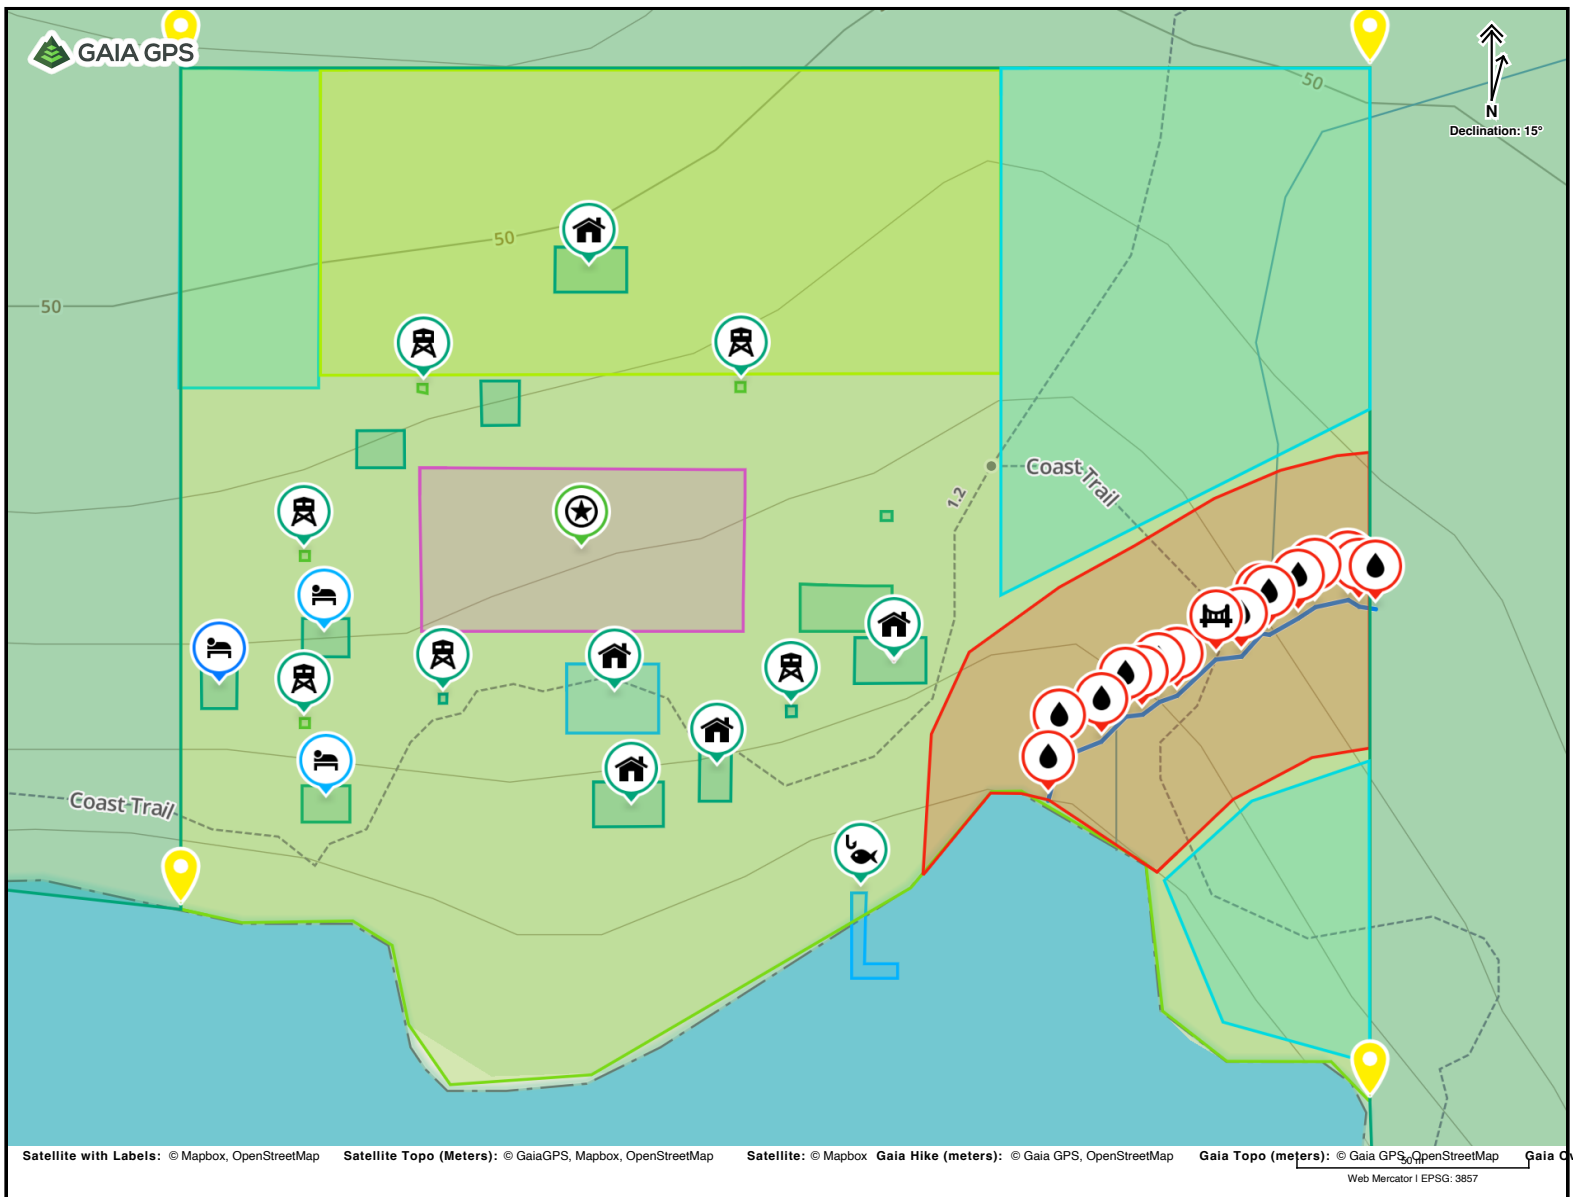 GAIA GPS
50
N
Declination: 15°
50
50
Coast Trail
1.2
Coast Trail
Satellite with Labels: © Mapbox, OpenStreetMap Satellite Topo (Meters): © GaiaGPS, Mapbox, OpenStreetMap Satellite: © Mapbox Gaia Hike (meters): © Gaia GPS, OpenStreetMap Gaia Topo (meters): © Gaia GPS, OpenStreetMap Gaia
50 m
Web Mercator | EPSG: 3857